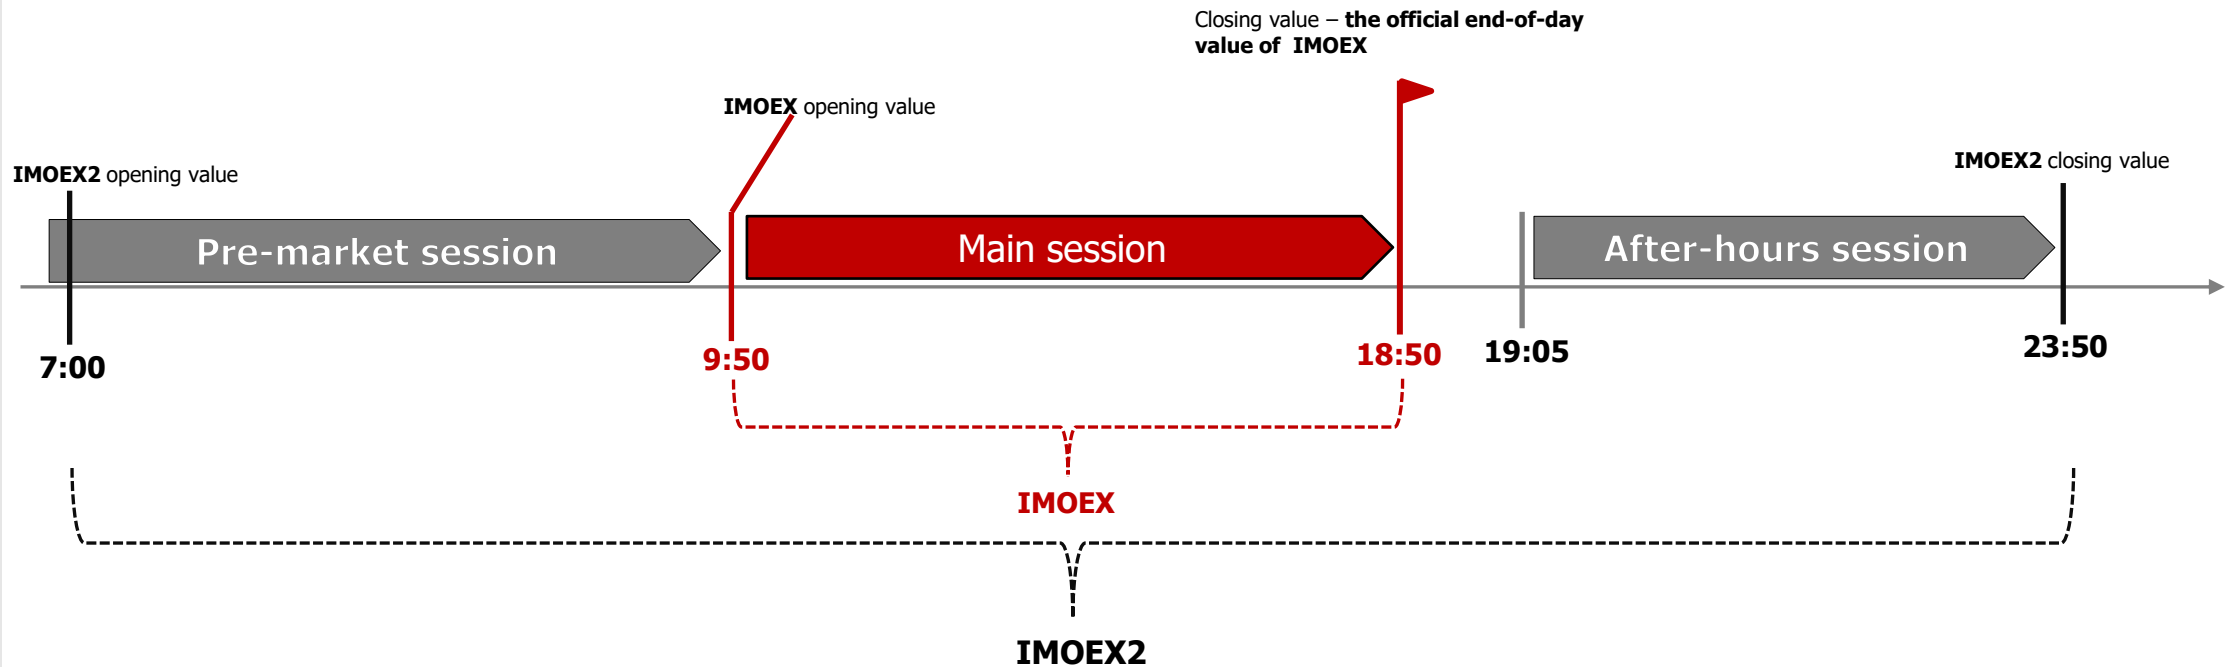 Closing value – the official end-of-day
value of IMOEX
IMOEX opening value
IMOEX2 opening value
IMOEX2 closing value
Pre-market session
Main session
After-hours session
7:00
9:50
18:50
19:05
23:50
IMOEX
IMOEX2